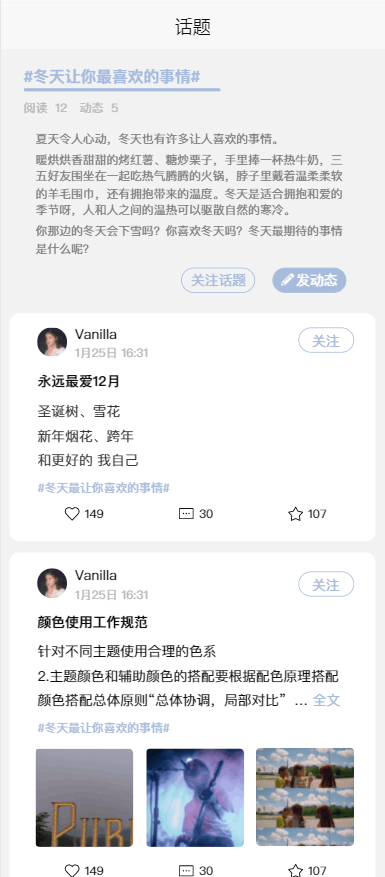 话题
#冬天让你最喜欢的事情#
阅读 12 动态 5
夏天令人心动，冬天也有许多让人喜欢的事情。
暖烘烘香甜甜的烤红薯、糖炒栗子，手里捧一杯热牛奶，三
五好友围坐在一起吃热气腾腾的火锅，脖子里戴着温柔柔软
的羊毛围巾，还有拥抱带来的温度。冬天是适合拥抱和爱的
季节呀，人和人之间的温热可以驱散自然的寒冷。
你那边的冬天会下雪吗？你喜欢冬天吗？冬天最期待的事情
是什么呢？
关注话题 发动态
Vanilla
1月25日 16:31
关注
永远最爱12月
圣诞树、雪花
新年烟花、跨年
和更好的 我自己
#冬天最让你喜欢的事情#
149 30 107
Vanilla
1月25日 16:31
关注
颜色使用工作规范
针对不同主题使用合理的色系
2.主题颜色和辅助颜色的搭配要根据配色原理搭配
颜色搭配总体原则“总体协调，局部对比” ... 全文
#冬天最让你喜欢的事情#
149 30 107